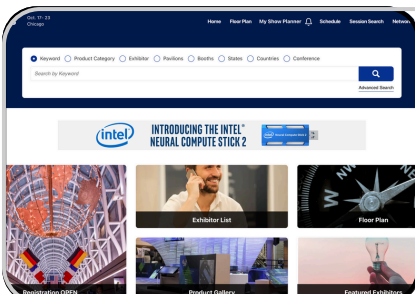 Oct. 17- 23
Chicago
Home Floor Plan My Show Planner Schedule Session Search Network
Keyword Product Category Exhibitor Pavilions Booths States Countries Conference
Search by Keyword
Advanced Search
intel INTRODUCING THE INTEL®
NEURAL COMPUTE STICK 2
Exhibitor List
Floor Plan
Registration OPEN
Product Gallery
Featured Exhibitors